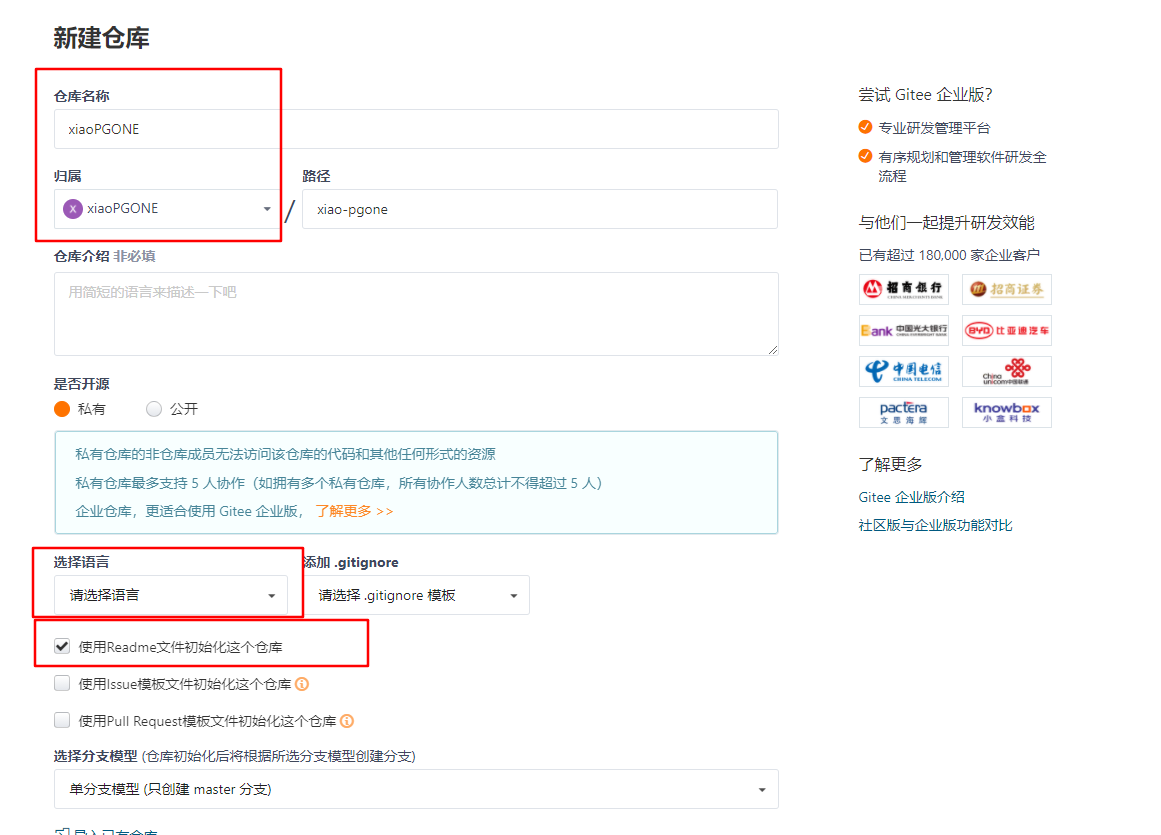 新建仓库
仓库名称
xiaoPGONE
归属
路径
X xiaoPGONE
/
xiao-pgone
仓库介绍 非必填
用简短的语言来描述一下吧
是否开源
私有
公开
私有仓库的非仓库成员无法访问该仓库的代码和其他任何形式的资源
私有仓库最多支持 5 人协作（如拥有多个私有仓库，所有协作人数总计不得超过 5 人）
企业仓库，更适合使用 Gitee 企业版， 了解更多 >>
选择语言
添加 .gitignore
请选择语言
请选择 .gitignore 模板
使用Readme文件初始化这个仓库
使用Issue模板文件初始化这个仓库
使用Pull Request模板文件初始化这个仓库
选择分支模型 (仓库初始化后将根据所选分支模型创建分支)
单分支模型 (只创建 master 分支)
导入已有仓库
尝试 Gitee 企业版?
专业研发管理平台
有序规划和管理软件研发全
流程
与他们一起提升研发效能
已有超过 180,000 家企业客户
招商银行
CHINA MERCHANTS BANK
招商证券
Bank 中国光大银行
CHINA EVERBRIGHT BANK
BYD 比亚迪汽车
中国电信
CHINA TELECOM
China
unicom中国联通
pactera
文思海辉
knowbox
小盒科技
了解更多
Gitee 企业版介绍
社区版与企业版功能对比